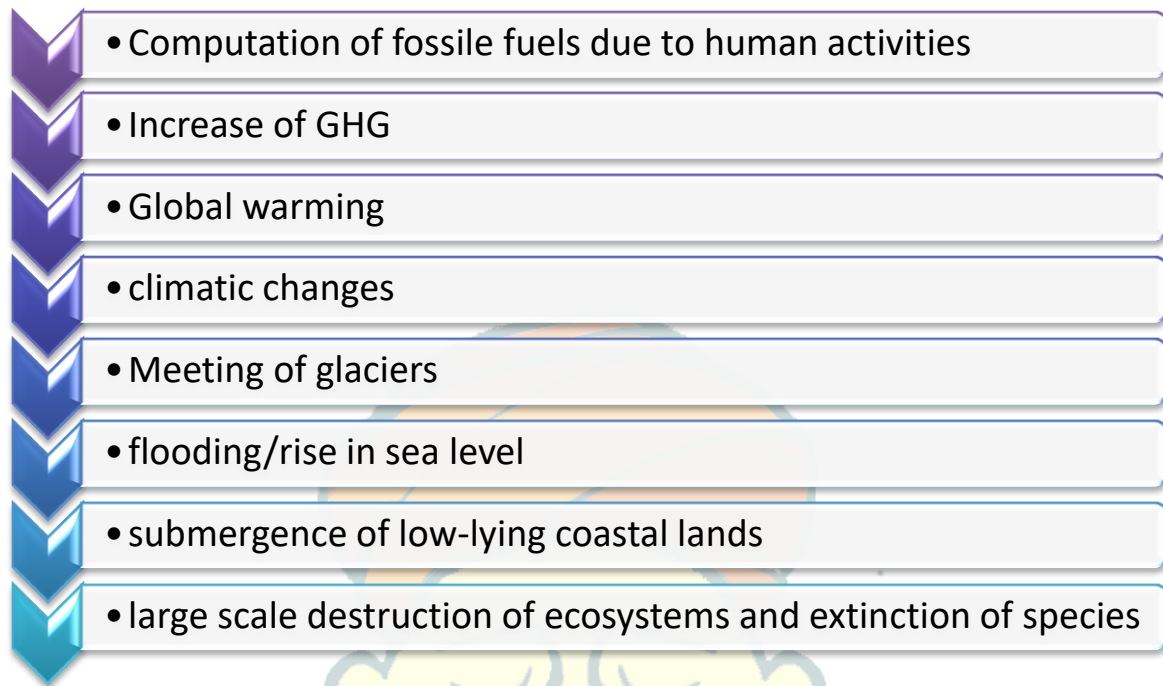 • Computation of fossile fuels due to human activities
• Increase of GHG
• Global warming
• climatic changes
• Meeting of glaciers
• flooding/rise in sea level
• submergence of low-lying coastal lands
• large scale destruction of ecosystems and extinction of species